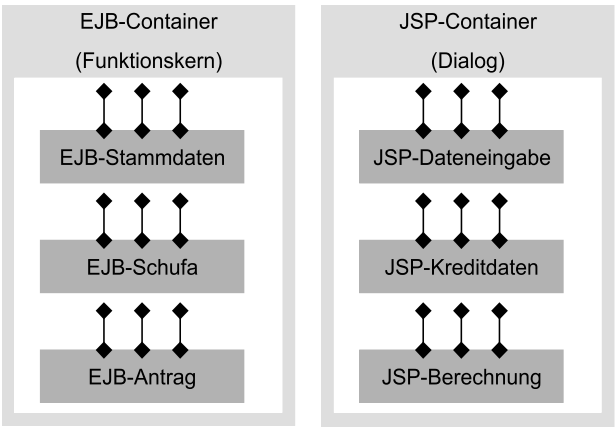 EJB-Container
(Funktionskern)
EJB-Stammdaten
EJB-Schufa
EJB-Antrag
JSP-Container
(Dialog)
JSP-Dateneingabe
JSP-Kreditdaten
JSP-Berechnung